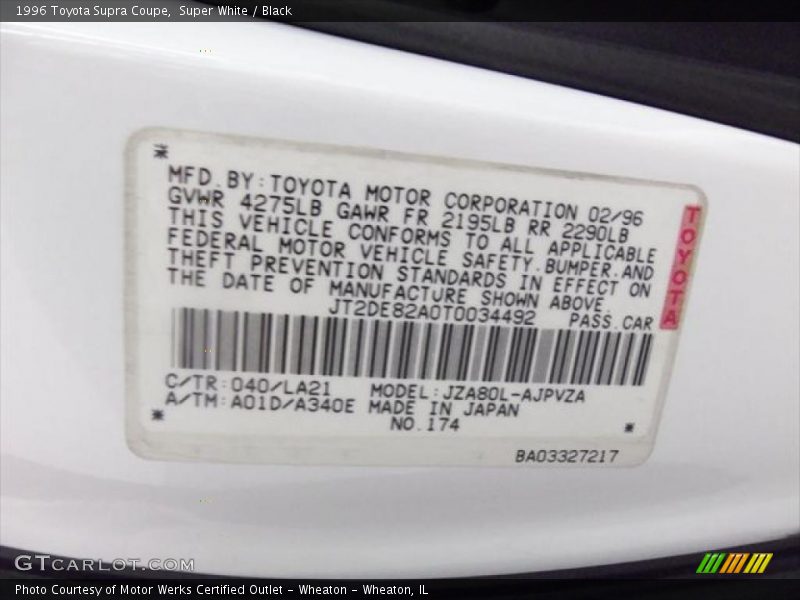 1996 Toyota Supra Coupe,  Super White / Black
MFD.BY:TOYOTA MOTOR CORPORATION 02/96
GVWR 4275LB GAWR FR 2195LB RR 2290LB
THIS VEHICLE CONFORMS TO ALL APPLICABLE
FEDERAL MOTOR VEHICLE SAFETY.BUMPER.AND
THEFT PREVENTION STANDARDS IN EFFECT ON
THE DATE OF MANUFACTURE SHOWN ABOVE.
JT2DE82A0T0034492 PASS.CAR
TOYOTA
C/TR:040/LA21 MODEL:JZA80L-AJPVZA
A/TM:A01D/A340E MADE IN JAPAN
NO.174
BA03327217
GTCARLOT.COM
Photo Courtesy of Motor Werks Certified Outlet - Wheaton - Wheaton, IL